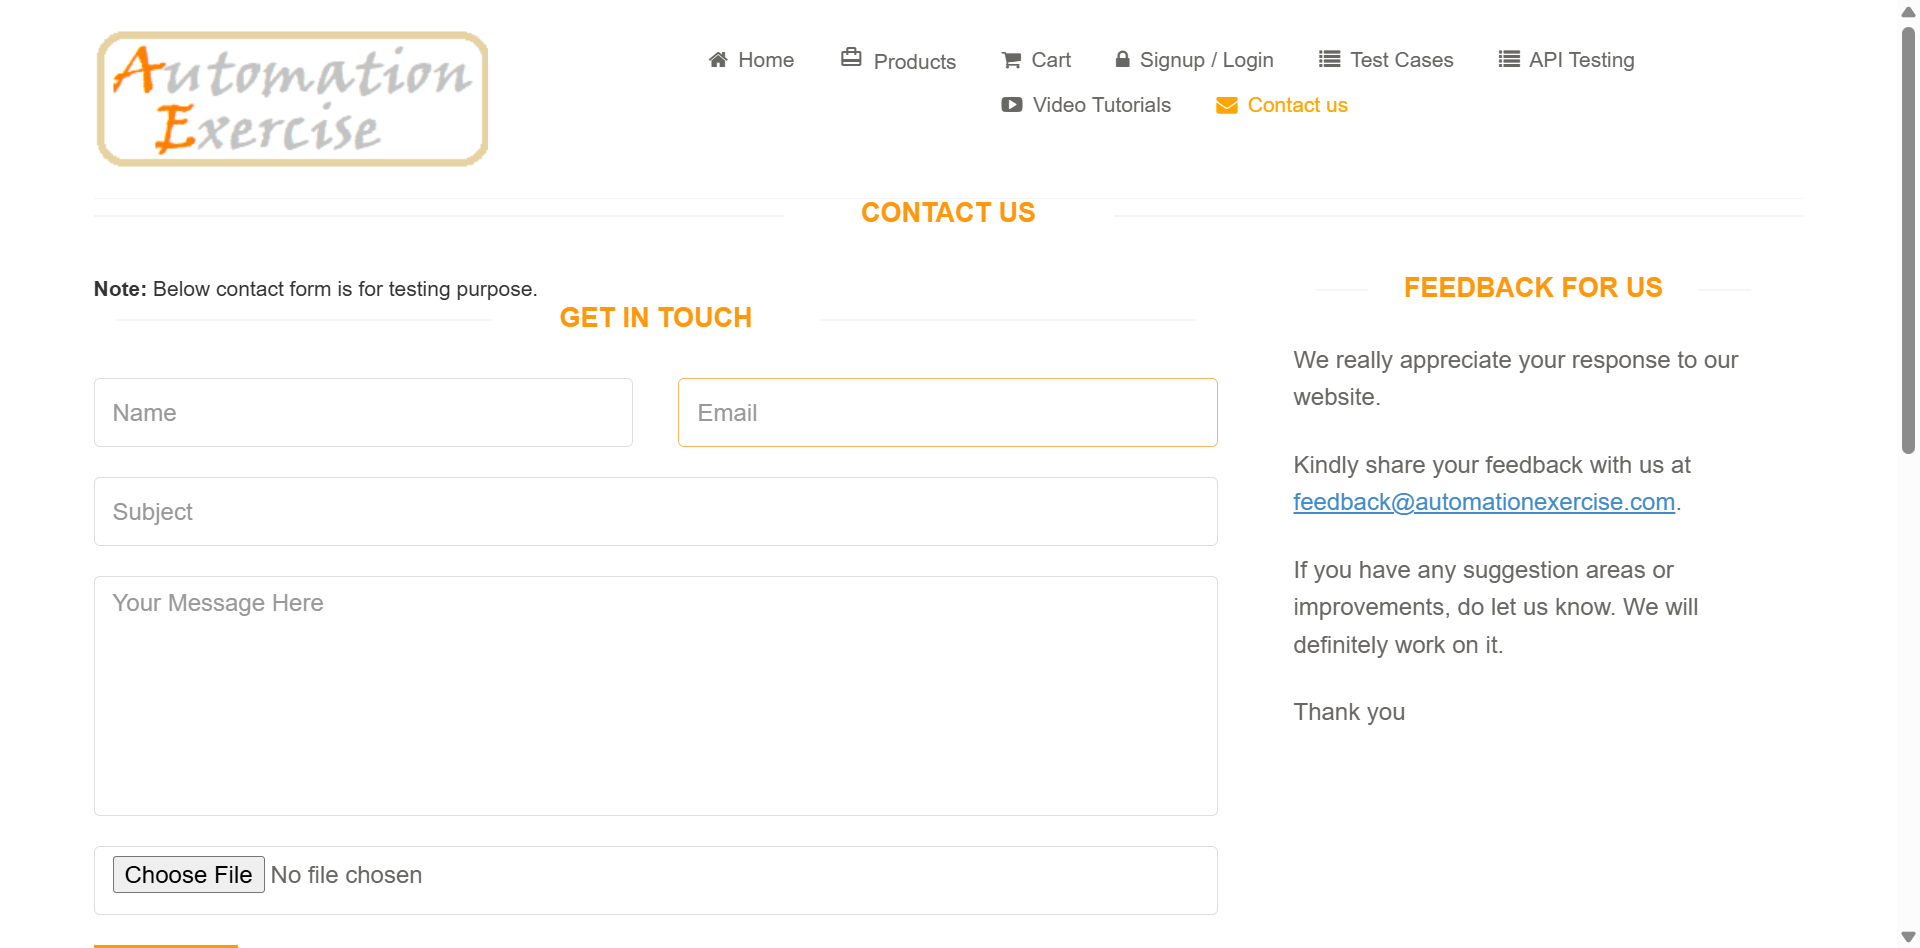 Automation
Exercise
Home
Products
Cart
Signup / Login
Test Cases
API Testing
Video Tutorials
Contact us
CONTACT US
Note: Below contact form is for testing purpose.
GET IN TOUCH
Name
Email
Subject
Your Message Here
Choose File No file chosen
FEEDBACK FOR US
We really appreciate your response to our
website.
Kindly share your feedback with us at
feedback@automationexercise.com.
If you have any suggestion areas or
improvements, do let us know. We will
definitely work on it.
Thank you